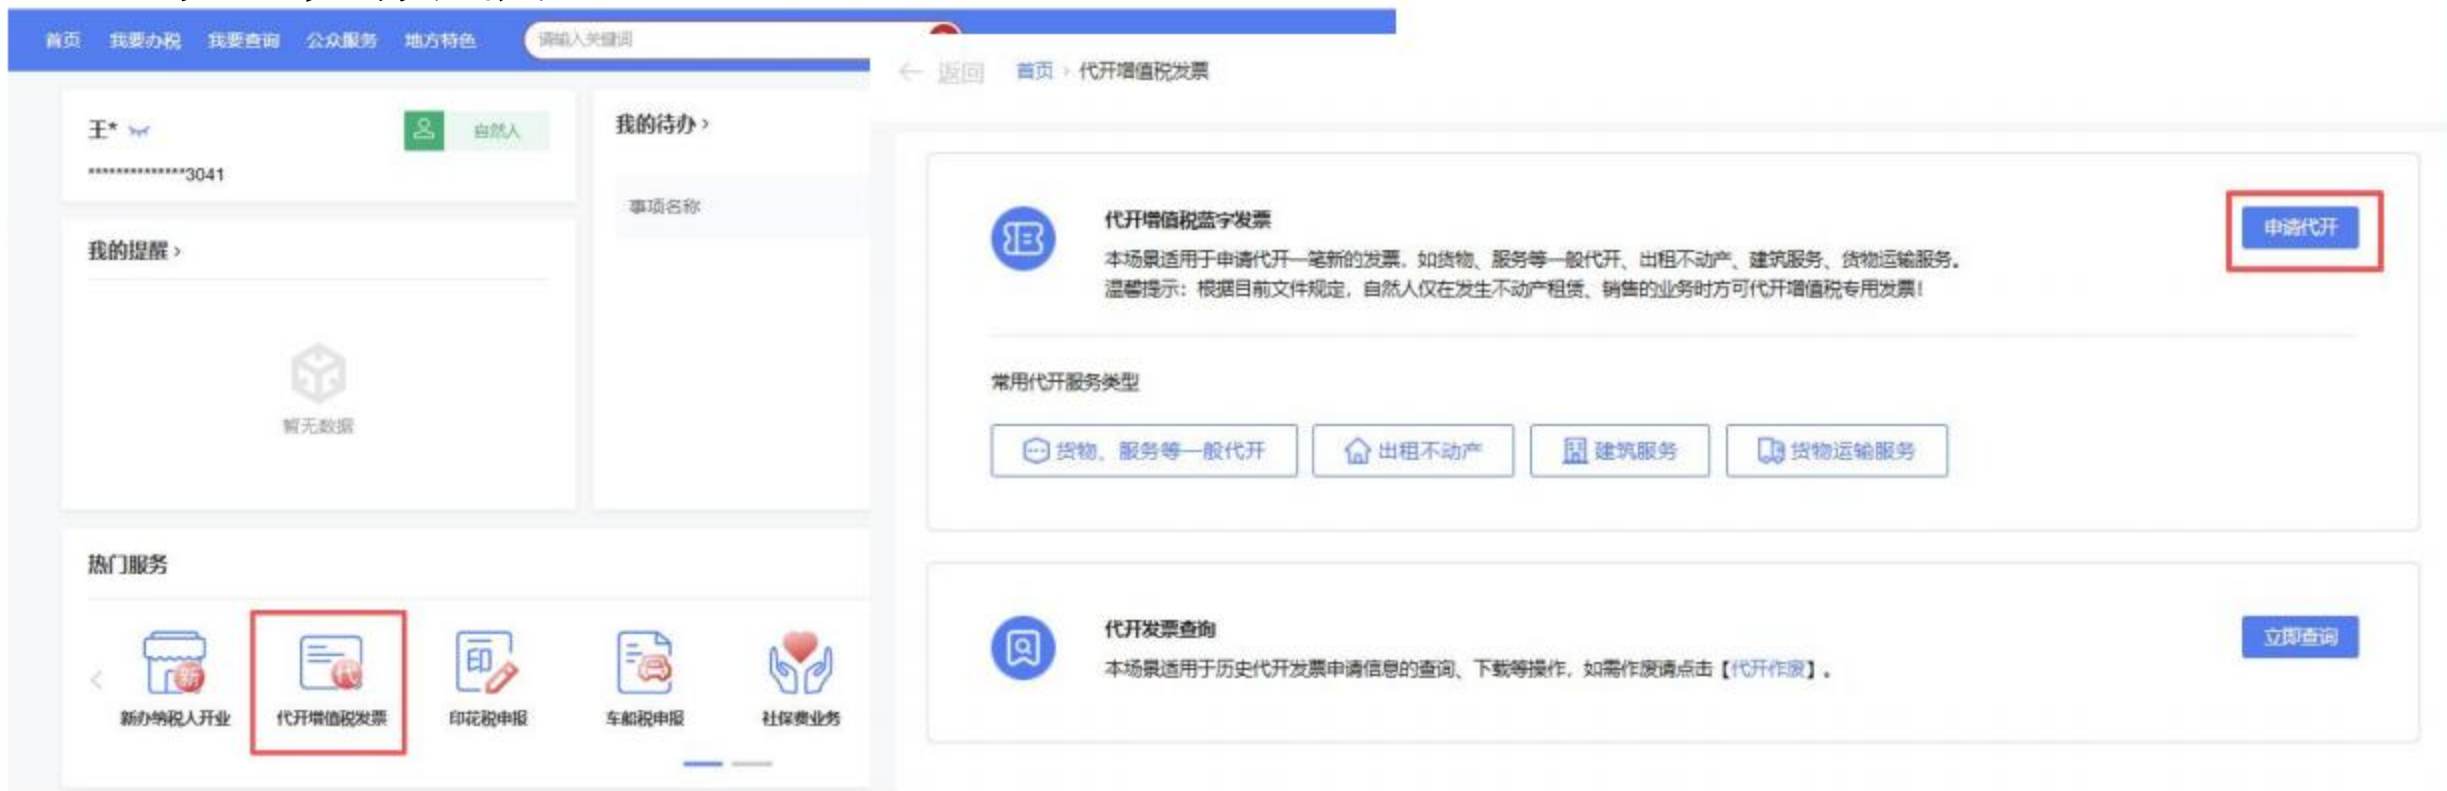 首页 我要办税 我要查询 公众服务 地方特色 请输入关键词
王*
自然人
**************3041
我的待办 >
事项名称
我的提醒 >
暂无数据
热门服务
<
新办纳税人开业
代开增值税发票
印花税申报
车船税申报
社保费业务
← 返回 首页 > 代开增值税发票
代开增值税蓝字发票
申请代开
本场景适用于申请代开一笔新的发票，如货物、服务等一般代开、出租不动产、建筑服务、货物运输服务。
温馨提示：根据目前文件规定，自然人仅在发生不动产租赁、销售的业务时方可代开增值税专用发票！
常用代开服务类型
货物、服务等一般代开
出租不动产
建筑服务
货物运输服务
代开发票查询
立即查询
本场景适用于历史代开发票申请信息的查询、下载等操作，如需作废请点击【代开作废】。